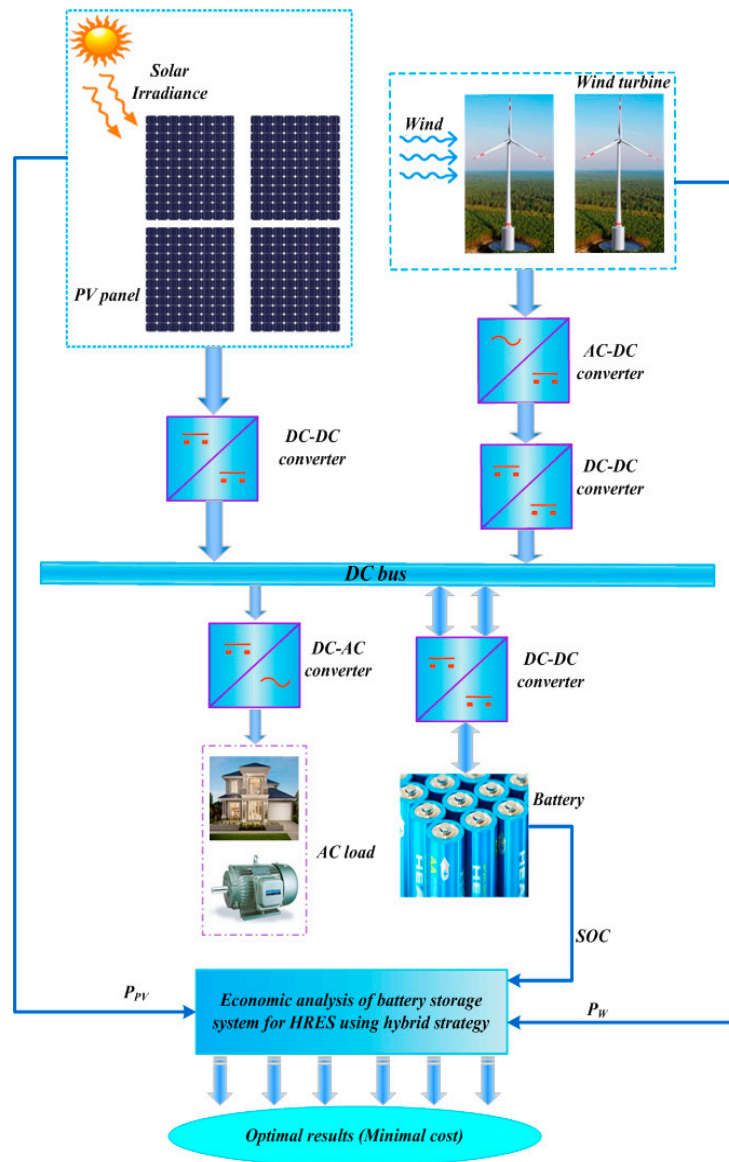 Solar
Irradiance
PV panel
Wind turbine
Wind
AC-DC
converter
DC-DC
converter
DC-DC
converter
DC bus
DC-AC
converter
DC-DC
converter
AC load
Battery
SOC
P_PV
Economic analysis of battery storage
system for HRES using hybrid strategy
P_W
Optimal results (Minimal cost)